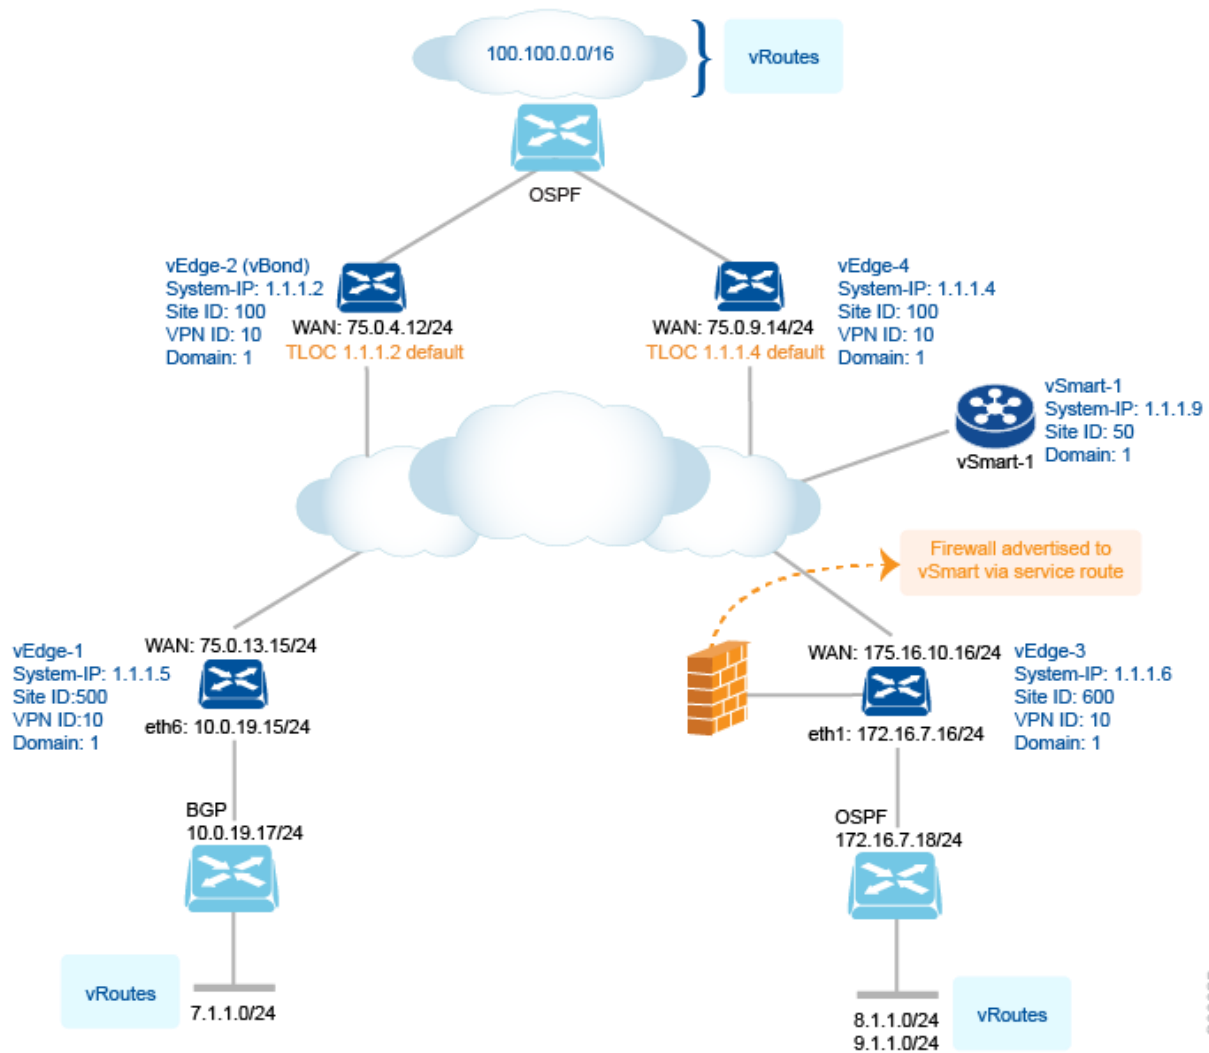 100.100.0.0/16
vRoutes
OSPF
vEdge-2 (vBond)
System-IP: 1.1.1.2
Site ID: 100
VPN ID: 10
Domain: 1
WAN: 75.0.4.12/24
TLOC 1.1.1.2 default
WAN: 75.0.9.14/24
TLOC 1.1.1.4 default
vEdge-4
System-IP: 1.1.1.4
Site ID: 100
VPN ID: 10
Domain: 1
vSmart-1
System-IP: 1.1.1.9
Site ID: 50
Domain: 1
vSmart-1
Firewall advertised to
vSmart via service route
vEdge-1
System-IP: 1.1.1.5
Site ID:500
VPN ID:10
Domain: 1
WAN: 75.0.13.15/24
eth6: 10.0.19.15/24
WAN: 175.16.10.16/24
eth1: 172.16.7.16/24
vEdge-3
System-IP: 1.1.1.6
Site ID: 600
VPN ID: 10
Domain: 1
BGP
10.0.19.17/24
OSPF
172.16.7.18/24
vRoutes
7.1.1.0/24
8.1.1.0/24
9.1.1.0/24
vRoutes